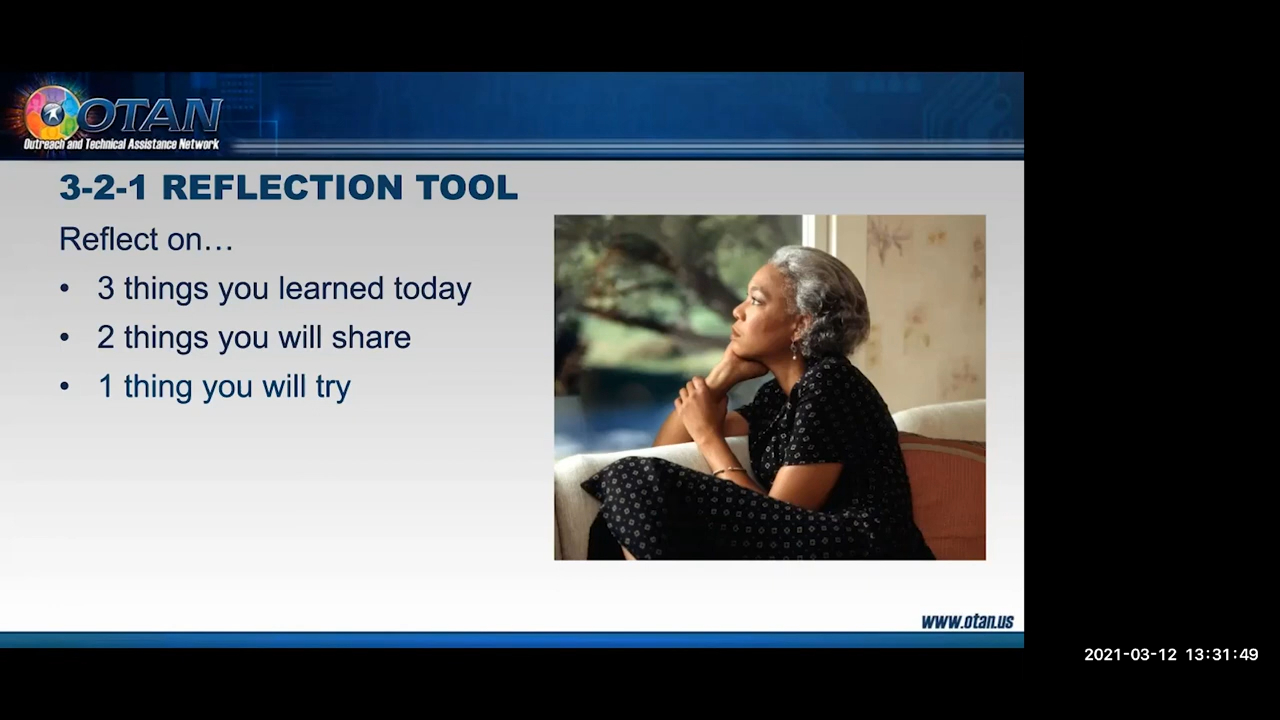 OTAN
Outreach and Technical Assistance Network
3-2-1 REFLECTION TOOL
Reflect on…
• 3 things you learned today
• 2 things you will share
• 1 thing you will try
www.otan.us
2021-03-12 13:31:49